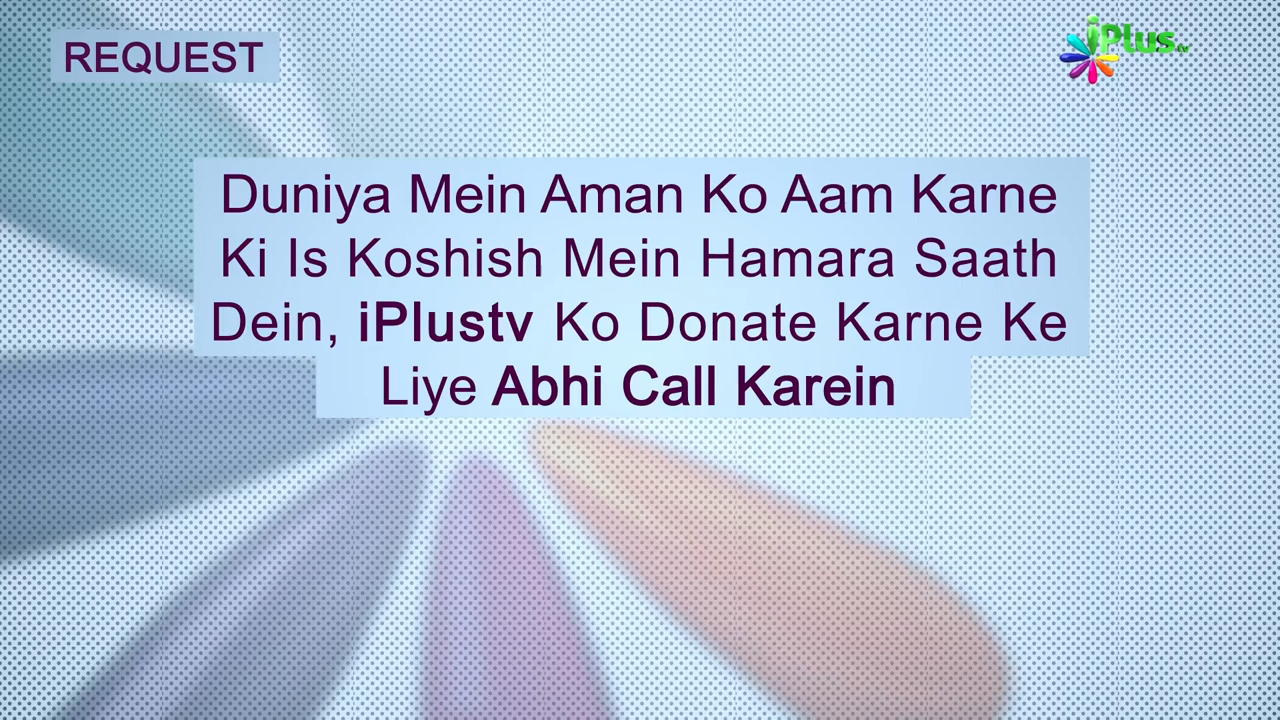 REQUEST
iPlus tv
Duniya Mein Aman Ko Aam Karne
Ki Is Koshish Mein Hamara Saath
Dein, iPlustv Ko Donate Karne Ke
Liye Abhi Call Karein